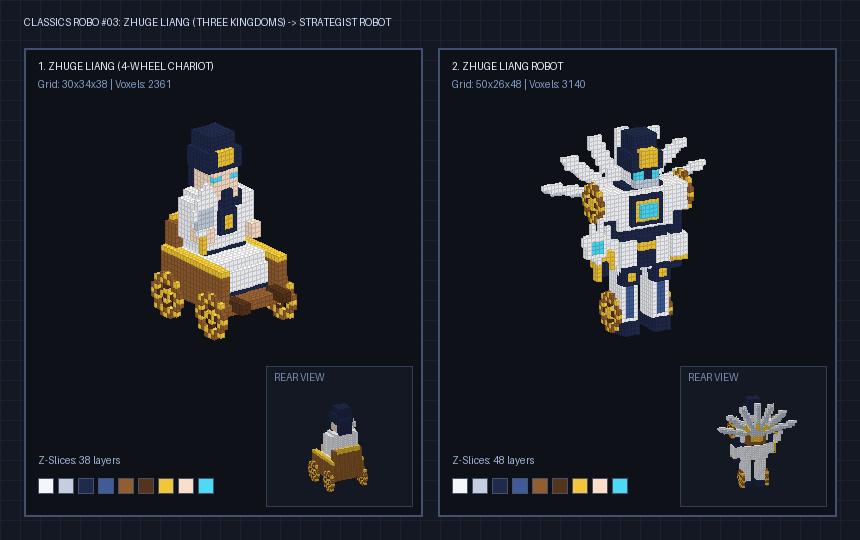 CLASSICS ROBO #03: ZHUGE LIANG (THREE KINGDOMS) -> STRATEGIST ROBOT
1. ZHUGE LIANG (4-WHEEL CHARIOT)
Grid: 30x34x38 | Voxels: 2361
REAR VIEW
Z-Slices: 38 layers
2. ZHUGE LIANG ROBOT
Grid: 50x26x48 | Voxels: 3140
REAR VIEW
Z-Slices: 48 layers